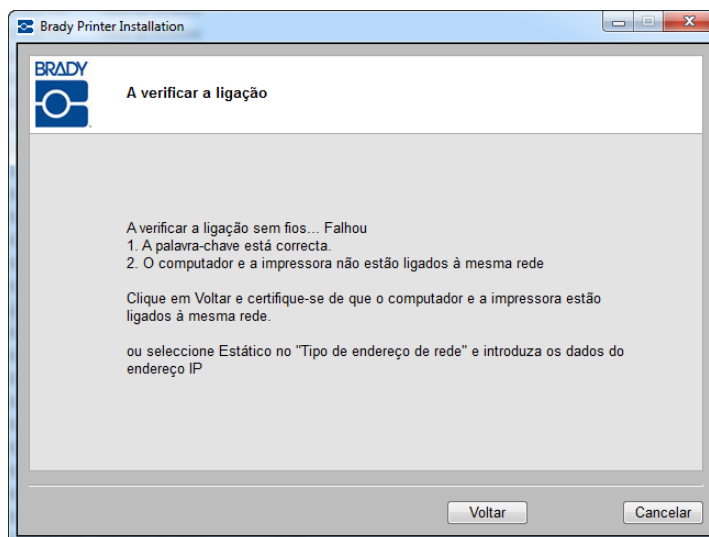 Brady Printer Installation
BRADY
A verificar a ligação
A verificar a ligação sem fios... Falhou
1. A palavra-chave está correcta.
2. O computador e a impressora não estão ligados à mesma rede
Clique em Voltar e certifique-se de que o computador e a impressora estão
ligados à mesma rede.
ou seleccione Estático no "Tipo de endereço de rede" e introduza os dados do
endereço IP
Voltar
Cancelar